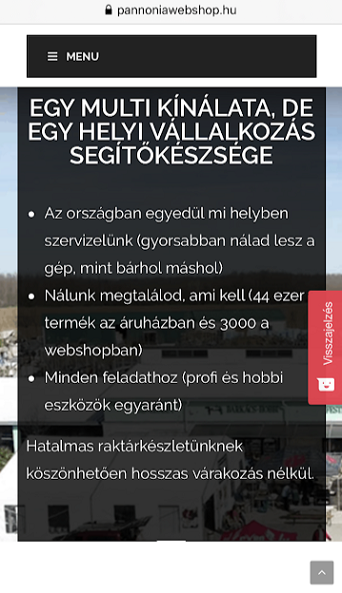 pannoniawebshop.hu
MENU
EGY MULTI KÍNÁLATA, DE
EGY HELYI VÁLLALKOZÁS
SEGÍTŐKÉSZSÉGE
Az országban egyedül mi helyben
szervizelünk (gyorsabban nálad lesz a
gép, mint bárhol máshol)
Nálunk megtalálod, ami kell (44 ezer
termék az áruházban és 3000 a
webshopban)
Minden feladathoz (profi és hobbi
eszközök egyaránt)
Hatalmas raktárkészletünknek
köszönhetően hosszas várakozás nélkül.
Visszajelzés